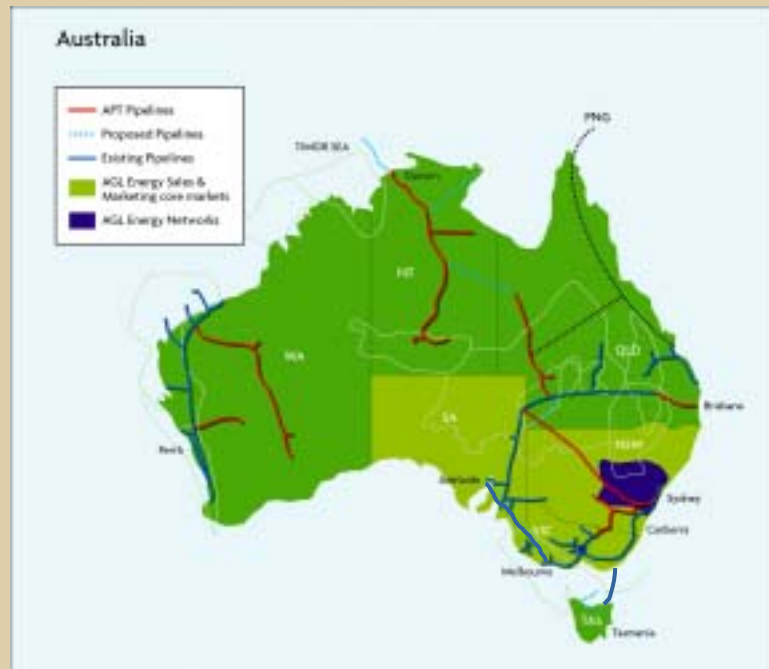 Australia
APT Pipelines
Proposed Pipelines
Existing Pipelines
AGL Energy Sales &
Marketing core markets
AGL Energy Networks
PNG
TIMOR SEA
Darwin
NT
QLD
WA
SA
Brisbane
NSW
Perth
Adelaide
Sydney
VIC
Canberra
Melbourne
TAS
Tasmania